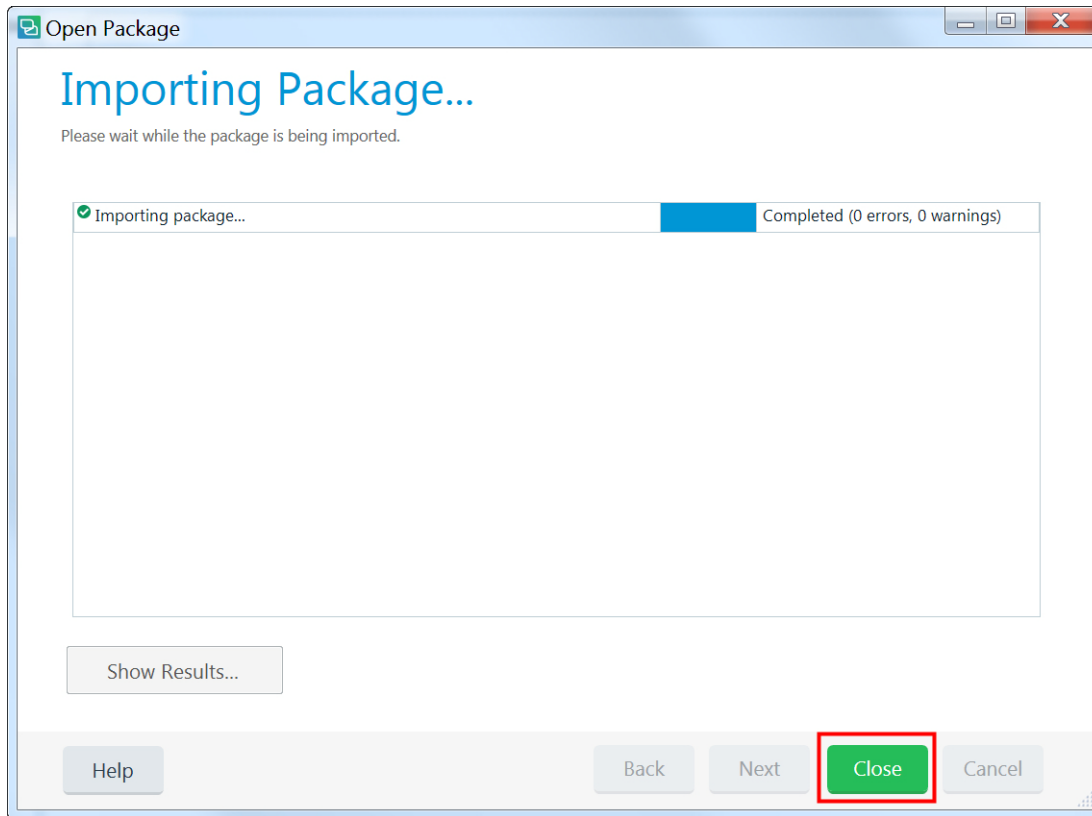 Open Package
Importing Package...
Please wait while the package is being imported.
Importing package... Completed (0 errors, 0 warnings)
Show Results...
Help Back Next Close Cancel